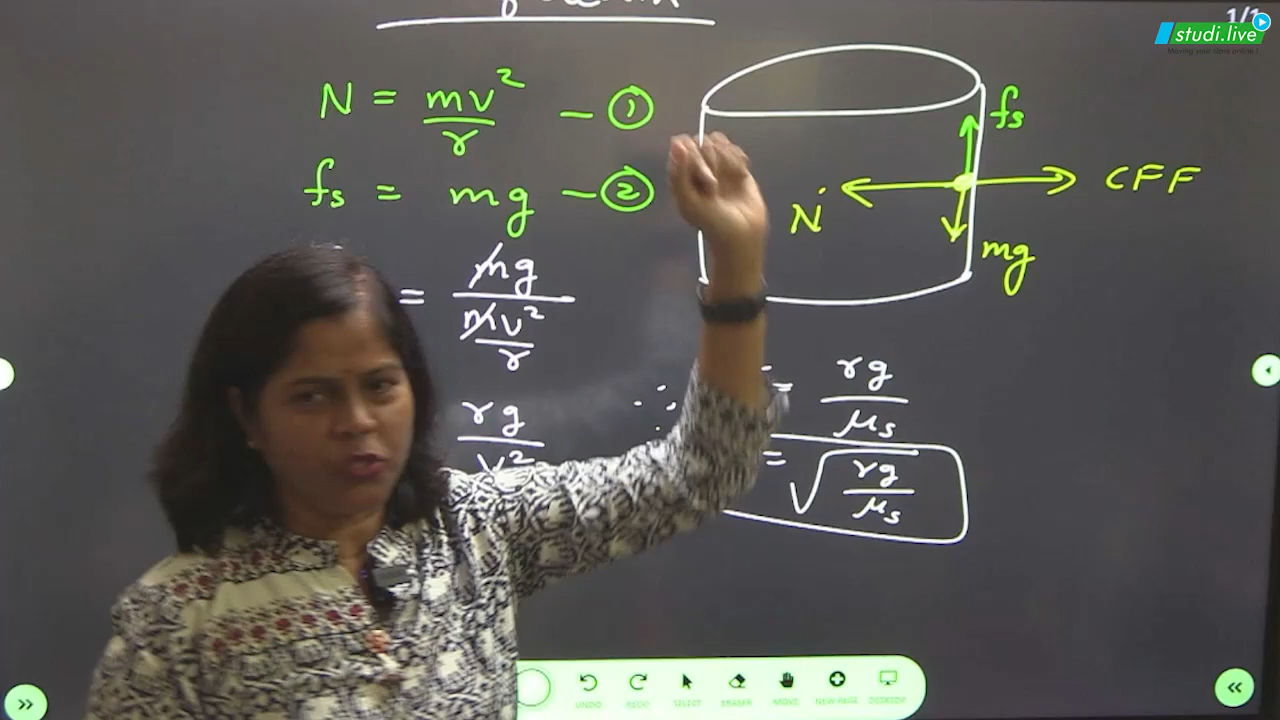 1/1
studi.live
N = mv²/r - ①
fs = mg - ②
= mg / (mv²/r)
rg/v²
= rg/μs
= √(rg/μs)
fs
CFF
N
mg
UNDO REDO SELECT ERASER MOVE NEW PAGE DESKTOP